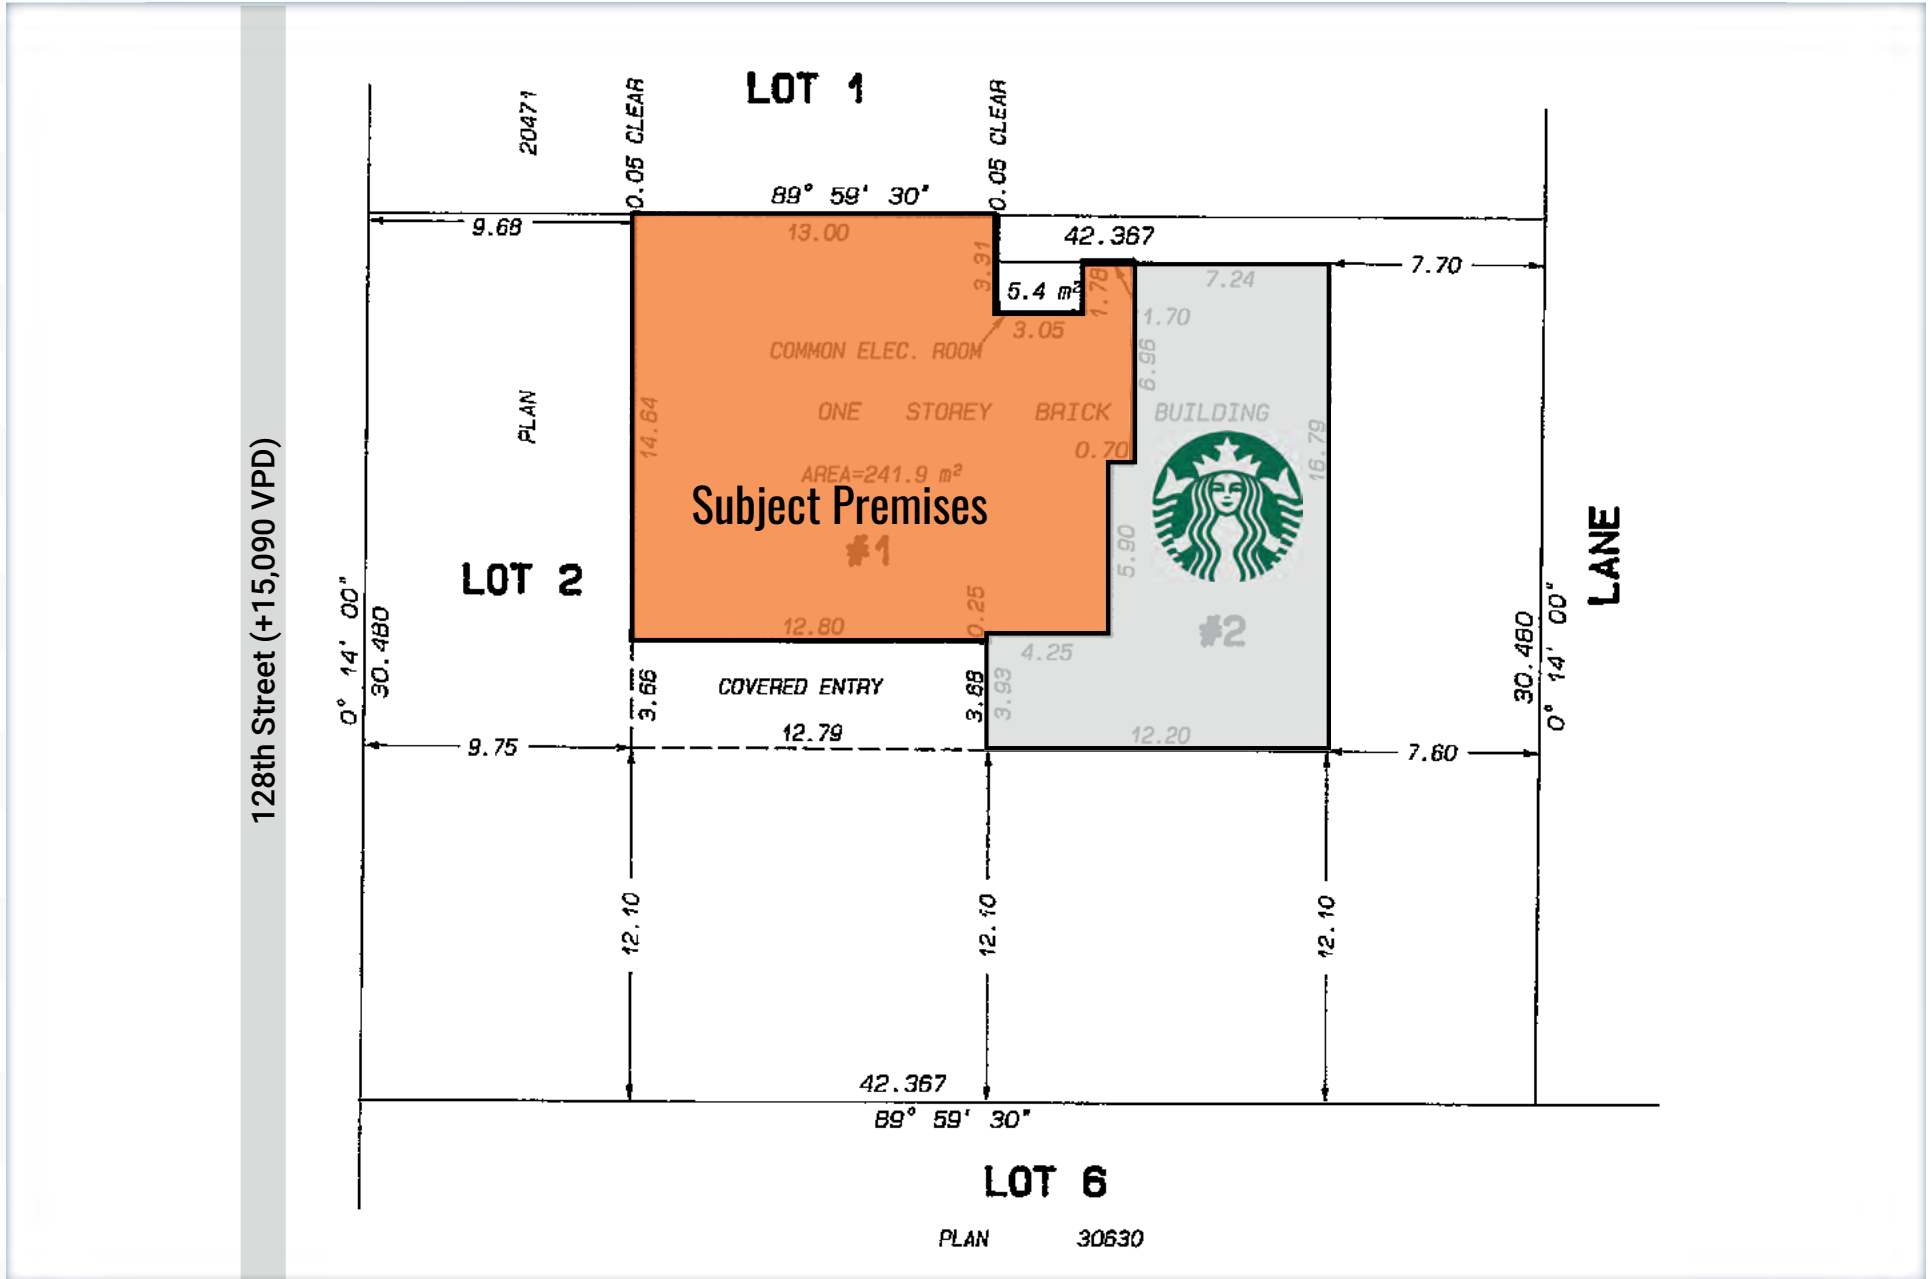 LOT 1
20471
0.05 CLEAR
0.05 CLEAR
89° 59' 30"
9.68
13.00
42.367
3.31
7.70
5.4 m²
1.78
7.24
1.70
3.05
COMMON ELEC. ROOM
6.96
PLAN
14.64
ONE STOREY BRICK BUILDING
0.70
16.79
AREA=241.9 m²
Subject Premises
#1
5.90
LANE
128th Street (+15,090 VPD)
LOT 2
0° 14' 00"
30.480
0.25
12.80
#2
30.480
0° 14' 00"
4.25
3.66
COVERED ENTRY
3.68
3.93
12.79
12.20
9.75
7.60
12.10
12.10
12.10
42.367
89° 59' 30"
LOT 6
PLAN 30630